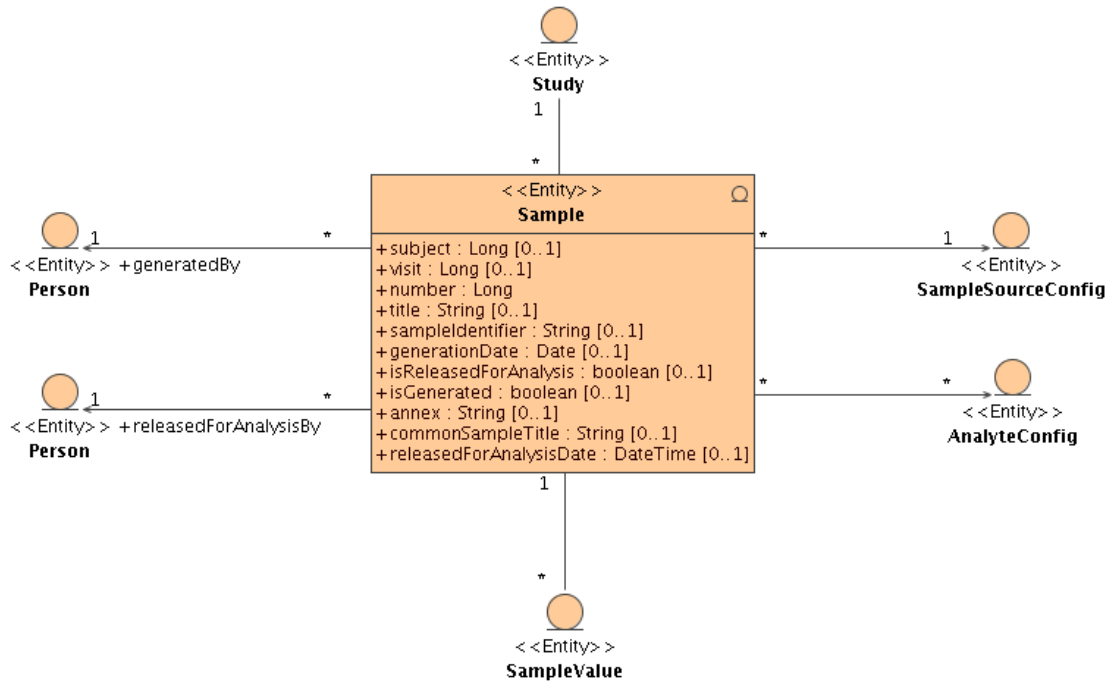 < <Entity> >
Study
1
*
< <Entity> >
Sample
+subject : Long [0..1]
+visit : Long [0..1]
+number : Long
+title : String [0..1]
+sampleIdentifier : String [0..1]
+generationDate : Date [0..1]
+isReleasedForAnalysis : boolean [0..1]
+isGenerated : boolean [0..1]
+annex : String [0..1]
+commonSampleTitle : String [0..1]
+releasedForAnalysisDate : DateTime [0..1]
1 *
< <Entity> > +generatedBy
Person
1 *
< <Entity> > +releasedForAnalysisBy
Person
* 1
< <Entity> >
SampleSourceConfig
* *
< <Entity> >
AnalyteConfig
1
*
< <Entity> >
SampleValue